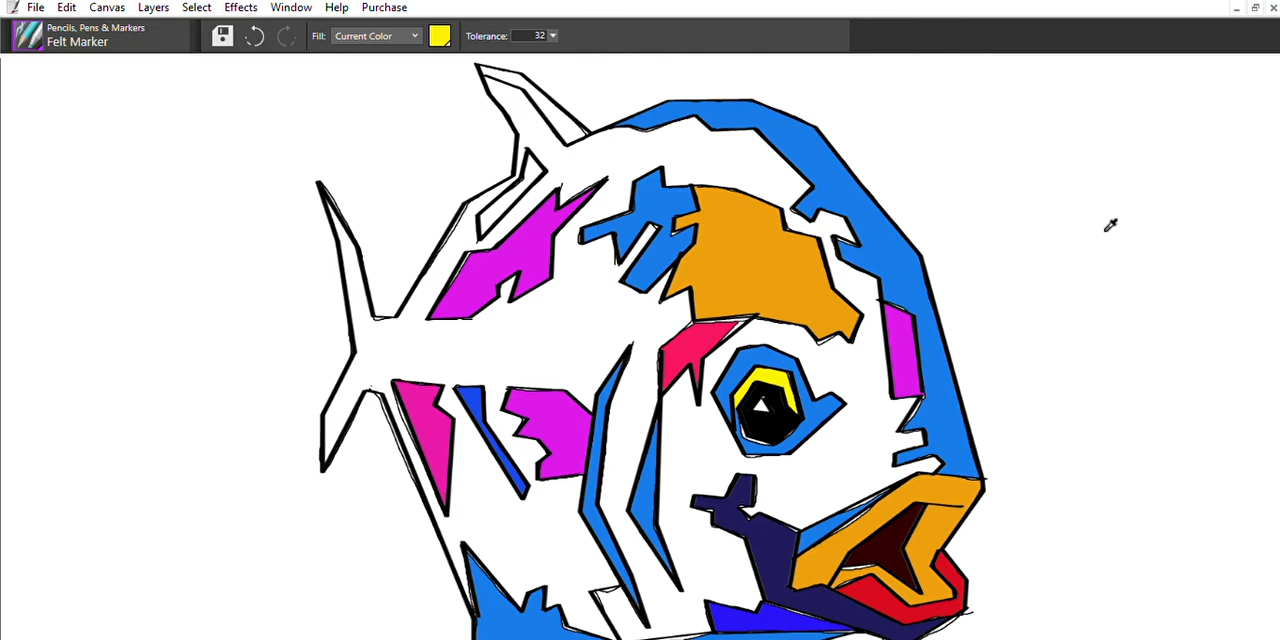 File Edit Canvas Layers Select Effects Window Help Purchase
Pencils, Pens & Markers
Felt Marker
Fill: Current Color Tolerance: 32